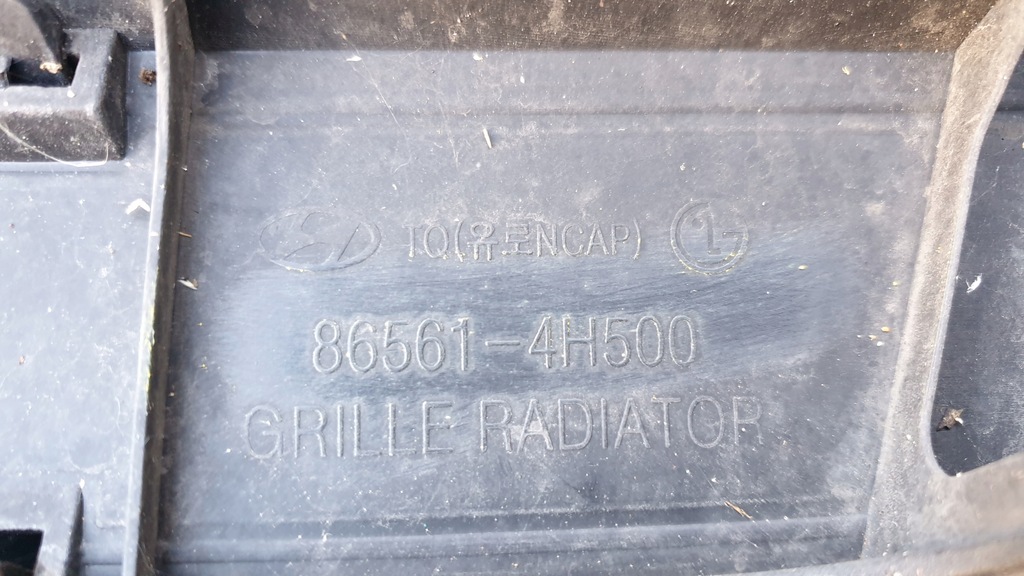 TQ(유로NCAP)
86561-4H500
GRILLE RADIATOR